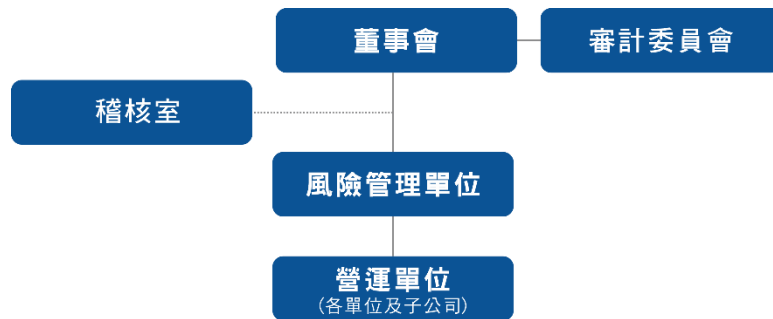 董事會
審計委員會
稽核室
風險管理單位
營運單位
(各單位及子公司)